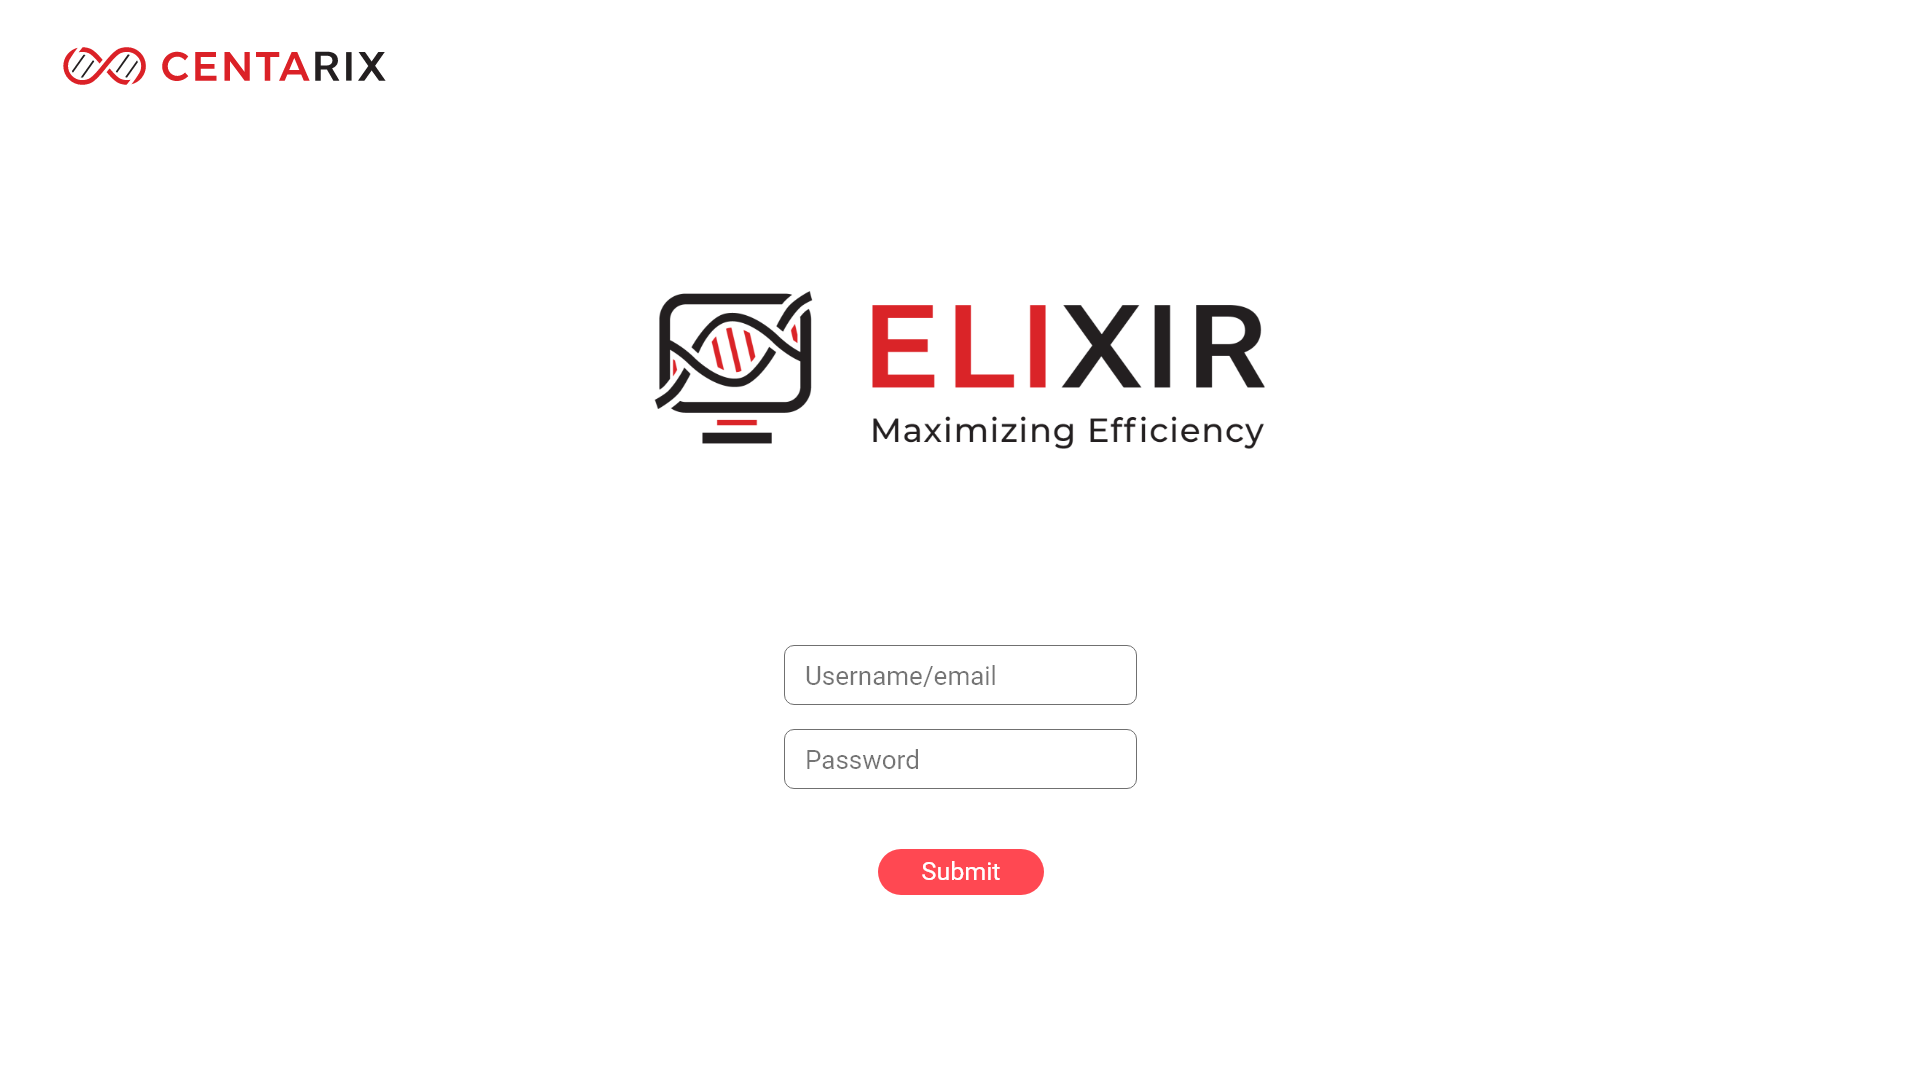 CENTARIX
ELIXIR
Maximizing Efficiency
Username/email
Password
Submit